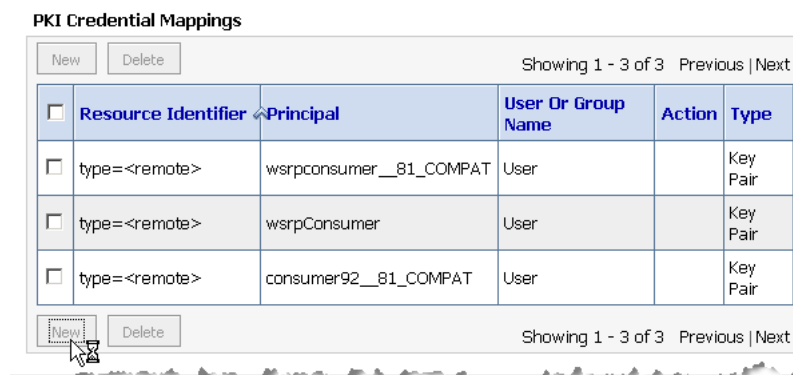 PKI Credential Mappings
New Delete Showing 1 - 3 of 3 Previous | Next
Resource Identifier Principal User Or Group Name Action Type
type=<remote> wsrpconsumer__81_COMPAT User Key Pair
type=<remote> wsrpConsumer User Key Pair
type=<remote> consumer92__81_COMPAT User Key Pair
New Delete Showing 1 - 3 of 3 Previous | Next